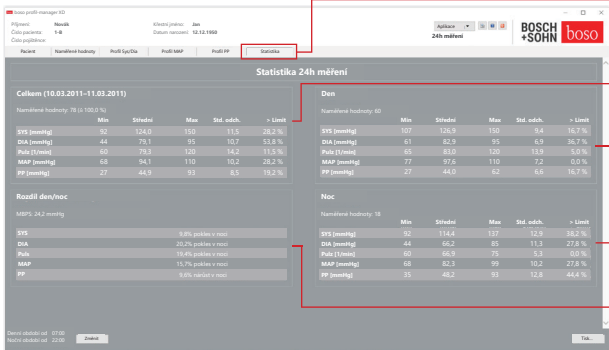 boso profil-manager XD
Příjmení: Novák
Křestní jméno: Jan
Číslo pacienta: 1-8
Datum narození: 12.12.1950
Číslo pojištěnce
Aplikace
24h měření
BOSCH +SOHN boso
Pacient Naměřené hodnoty Profil Sys/Dia Profil MAP Profil PP Statistika
Statistika 24h měření
Celkem (10.03.2011–11.03.2011)
Naměřené hodnoty: 78 (≙ 100,0 %)
Min Střední Max Std. odch. > Limit
SYS [mmHg] 92 124,0 150 11,5 28,2 %
DIA [mmHg] 44 79,1 95 10,7 53,8 %
Pulz [1/min] 60 79,3 120 14,2 11,5 %
MAP [mmHg] 68 94,1 110 10,2 28,2 %
PP [mmHg] 27 44,9 93 8,5 19,2 %
Den
Naměřené hodnoty: 60
Min Střední Max Std. odch. > Limit
SYS [mmHg] 107 126,9 150 9,4 16,7 %
DIA [mmHg] 61 82,9 95 6,9 36,7 %
Pulz [1/min] 65 83,0 120 13,9 5,0 %
MAP [mmHg] 77 97,6 110 7,2 0,0 %
PP [mmHg] 27 44,0 62 6,6 16,7 %
Rozdíl den/noc
MBPS: 24,2 mmHg
SYS 9,8% pokles v noci
DIA 20,2% pokles v noci
Puls 19,4% pokles v noci
MAP 15,7% pokles v noci
PP 9,6% nárůst v noci
Noc
Naměřené hodnoty: 18
Min Střední Max Std. odch. > Limit
SYS [mmHg] 92 114,4 137 12,9 38,2 %
DIA [mmHg] 44 66,2 85 11,3 27,8 %
Pulz [1/min] 60 66,9 75 5,3 0,0 %
MAP [mmHg] 68 82,3 99 10,2 27,8 %
PP [mmHg] 35 48,2 93 12,8 44,4 %
Denní období od 07:00
Noční období od 22:00
Změnit
Tisk...